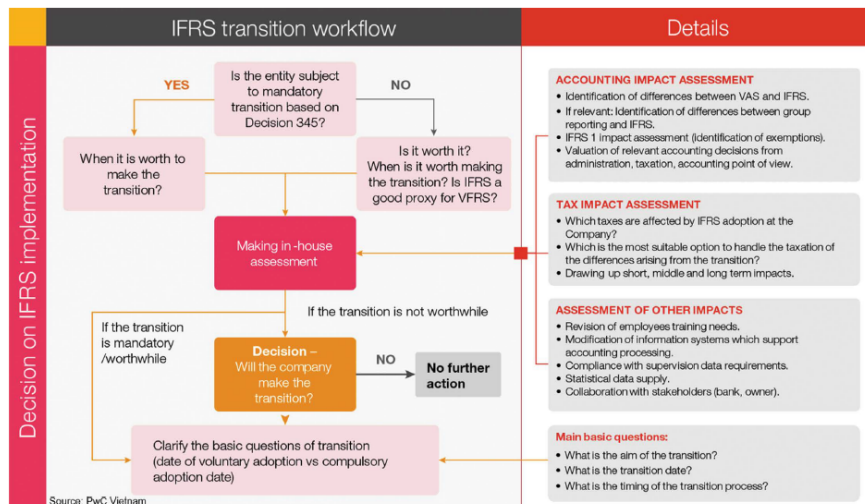 IFRS transition workflow
Details
Decision on IFRS implementation
Is the entity subject
to mandatory
transition based on
Decision 345?
YES
NO
When it is worth to
make the
transition?
Is it worth it?
When is it worth making
the transition? Is IFRS a
good proxy for VFRS?
Making in -house
assessment
If the transition is not worthwhile
If the transition
is mandatory
/worthwhile
Decision –
Will the company
make the
transition?
NO
No further
action
Clarify the basic questions of transition
(date of voluntary adoption vs compulsory
adoption date)
Source: PwC Vietnam
ACCOUNTING IMPACT ASSESSMENT
• Identification of differences between VAS and IFRS.
• If relevant: Identification of differences between group
reporting and IFRS.
• IFRS 1 impact assessment (identification of exemptions).
• Valuation of relevant accounting decisions from
administration, taxation, accounting point of view.
TAX IMPACT ASSESSMENT
• Which taxes are affected by IFRS adoption at the
Company?
• Which is the most suitable option to handle the taxation of
the differences arising from the transition?
• Drawing up short, middle and long term impacts.
ASSESSMENT OF OTHER IMPACTS
• Revision of employees training needs.
• Modification of information systems which support
accounting processing.
• Compliance with supervision data requirements.
• Statistical data supply.
• Collaboration with stakeholders (bank, owner).
Main basic questions:
• What is the aim of the transition?
• What is the transition date?
• What is the timing of the transition process?